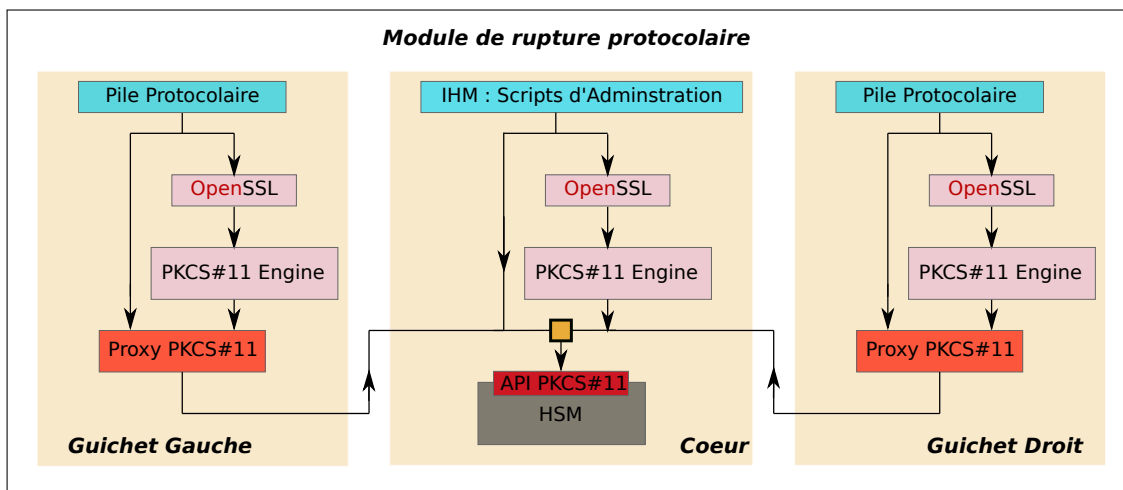 Module de rupture protocolaire
Pile Protocolaire
OpenSSL
PKCS#11 Engine
Proxy PKCS#11
Guichet Gauche
IHM : Scripts d'Adminstration
OpenSSL
PKCS#11 Engine
API PKCS#11
HSM
Coeur
Pile Protocolaire
OpenSSL
PKCS#11 Engine
Proxy PKCS#11
Guichet Droit